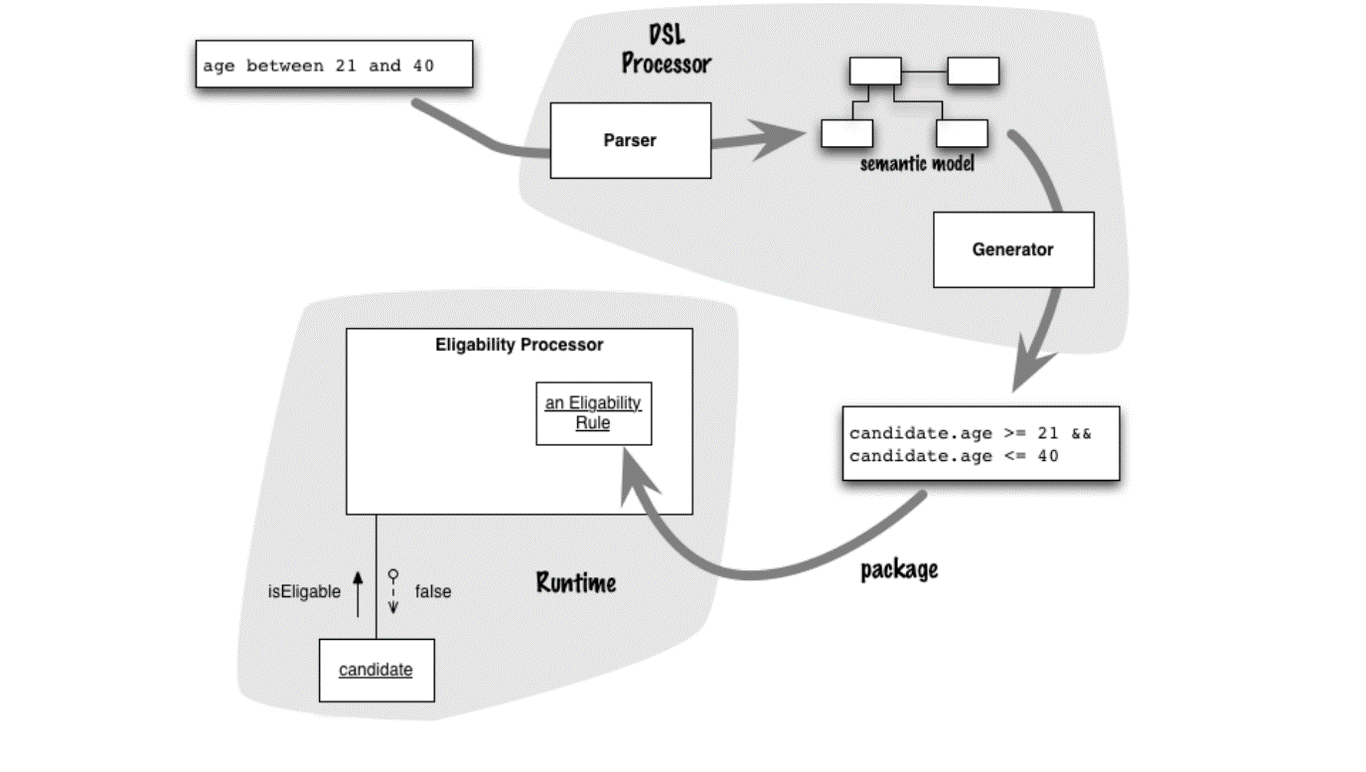 age between 21 and 40
DSL
Processor
Parser
semantic model
Generator
candidate.age >= 21 &&
candidate.age <= 40
package
Eligability Processor
an Eligability
Rule
Runtime
isEligable
false
candidate